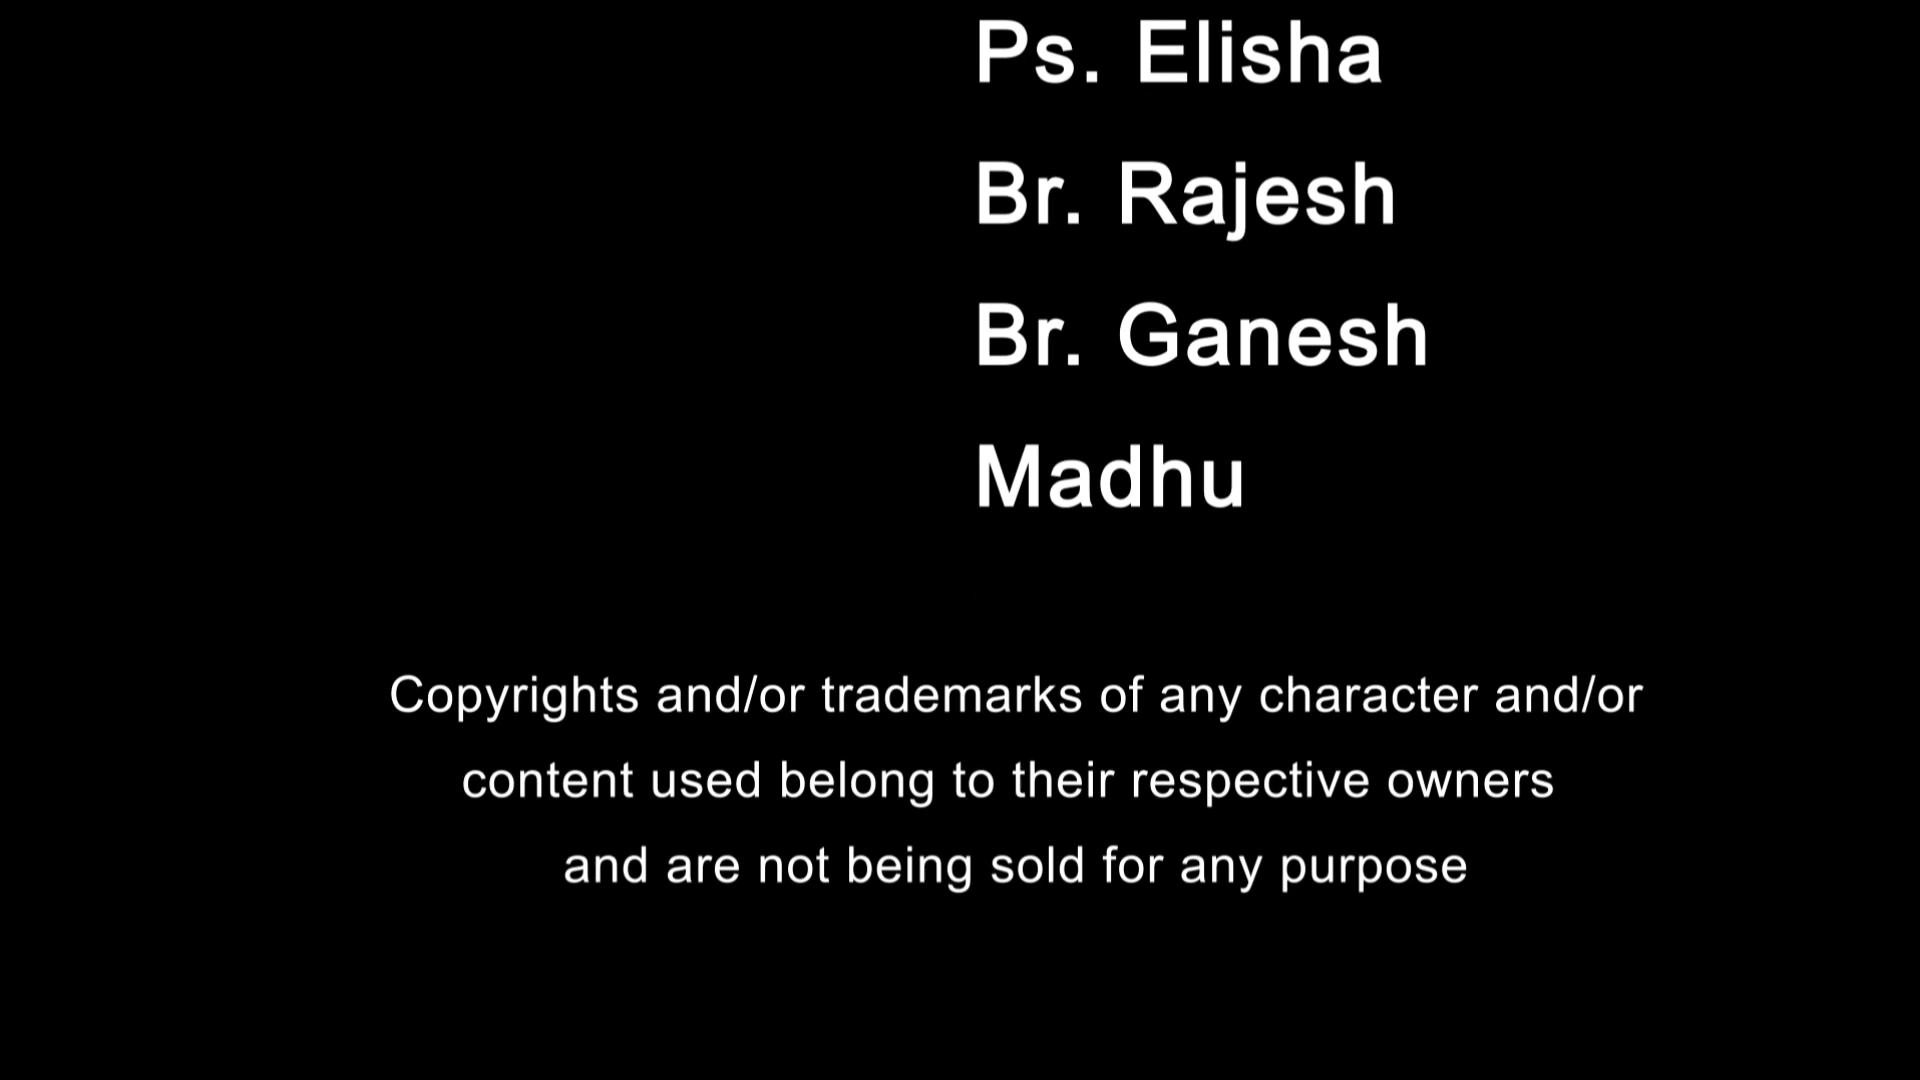 Ps. Elisha
Br. Rajesh
Br. Ganesh
Madhu
Copyrights and/or trademarks of any character and/or
content used belong to their respective owners
and are not being sold for any purpose